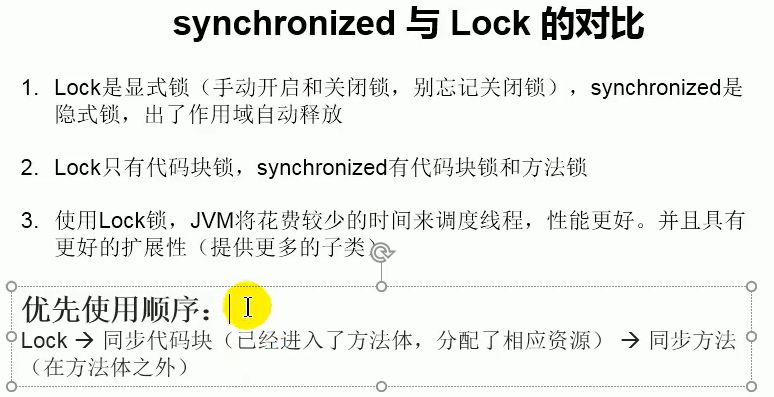 synchronized 与 Lock 的对比
1. Lock是显式锁（手动开启和关闭锁，别忘记关闭锁），synchronized是
隐式锁，出了作用域自动释放
2. Lock只有代码块锁，synchronized有代码块锁和方法锁
3. 使用Lock锁，JVM将花费较少的时间来调度线程，性能更好。并且具有
更好的扩展性（提供更多的子类）
优先使用顺序：
Lock → 同步代码块（已经进入了方法体，分配了相应资源） → 同步方法
（在方法体之外）